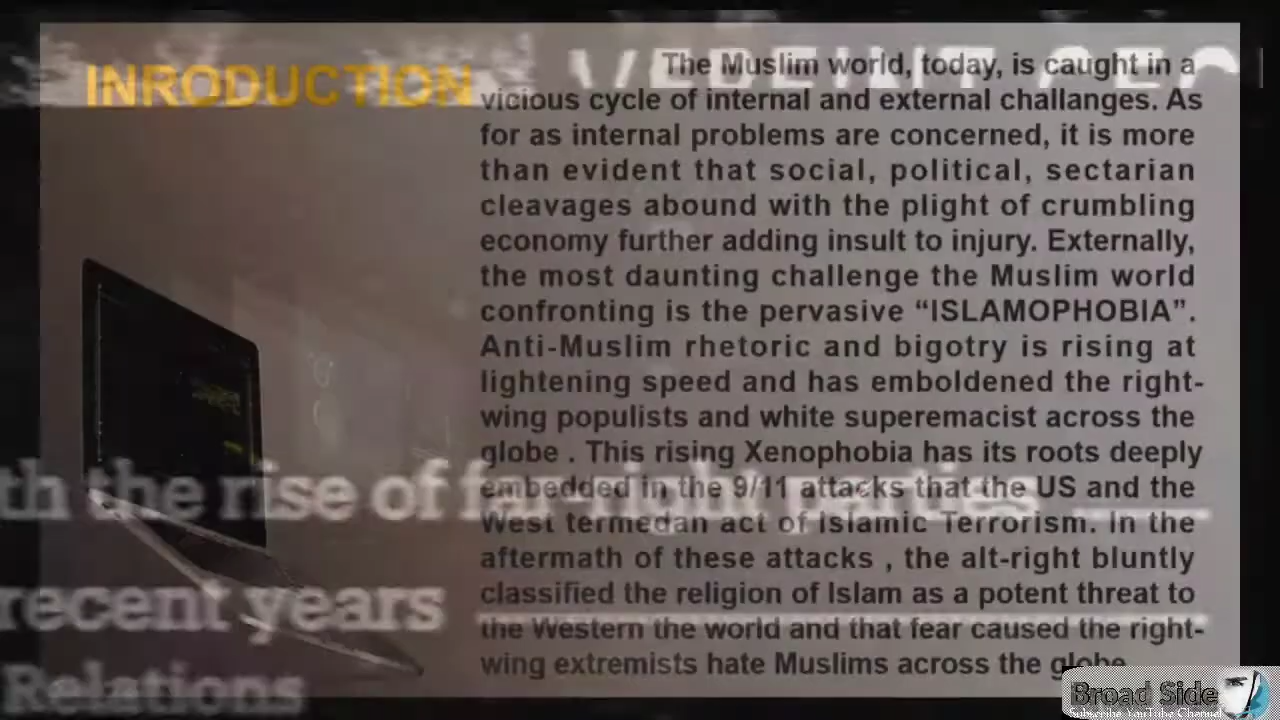 INRODUCTION
The Muslim world, today, is caught in a
vicious cycle of internal and external challanges. As
for as internal problems are concerned, it is more
than evident that social, political, sectarian
cleavages abound with the plight of crumbling
economy further adding insult to injury. Externally,
the most daunting challenge the Muslim world
confronting is the pervasive “ISLAMOPHOBIA”.
Anti-Muslim rhetoric and bigotry is rising at
lightening speed and has emboldened the right-
wing populists and white superemacist across the
globe . This rising Xenophobia has its roots deeply
embedded in the 9/11 attacks that the US and the
West termedan act of Islamic Terrorism. In the
aftermath of these attacks , the alt-right bluntly
classified the religion of Islam as a potent threat to
the Western the world and that fear caused the right-
wing extremists hate Muslims across the globe
th the rise of far-right parties
recent years
Relations
Broad Side
Subscribe YouTube Channel